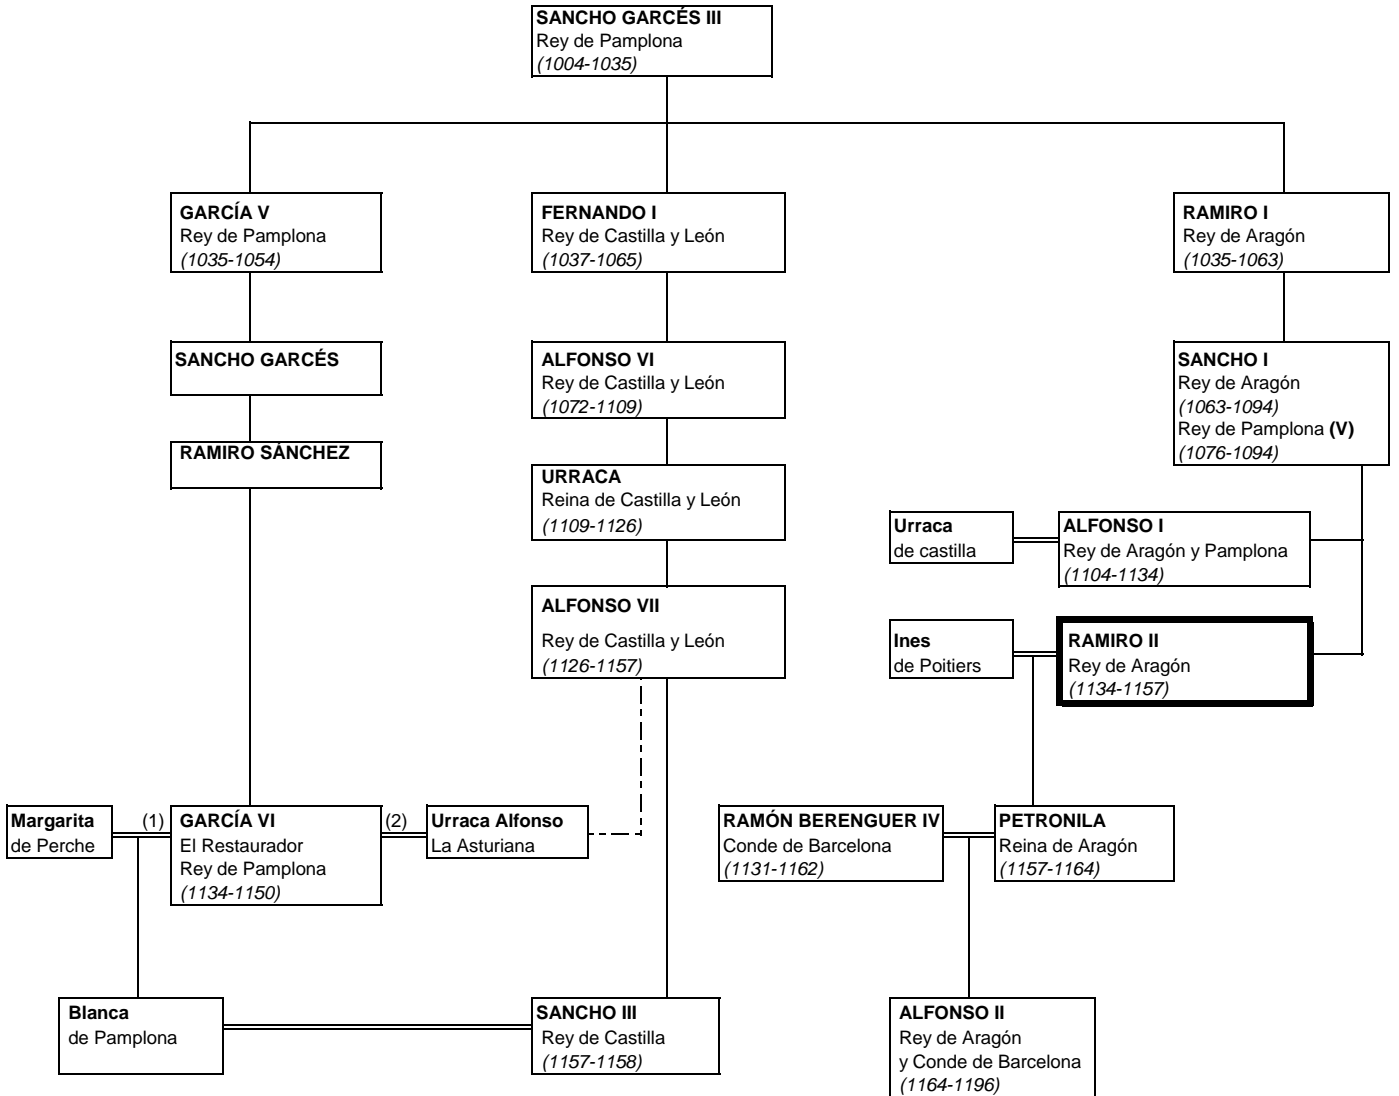 SANCHO GARCÉS III
Rey de Pamplona
(1004-1035)
GARCÍA V
Rey de Pamplona
(1035-1054)
FERNANDO I
Rey de Castilla y León
(1037-1065)
RAMIRO I
Rey de Aragón
(1035-1063)
SANCHO GARCÉS
ALFONSO VI
Rey de Castilla y León
(1072-1109)
SANCHO I
Rey de Aragón
(1063-1094)
Rey de Pamplona (V)
(1076-1094)
RAMIRO SÁNCHEZ
URRACA
Reina de Castilla y León
(1109-1126)
Urraca
de castilla
ALFONSO I
Rey de Aragón y Pamplona
(1104-1134)
ALFONSO VII
Rey de Castilla y León
(1126-1157)
Ines
de Poitiers
RAMIRO II
Rey de Aragón
(1134-1157)
Margarita
de Perche
(1)
GARCÍA VI
El Restaurador
Rey de Pamplona
(1134-1150)
(2)
Urraca Alfonso
La Asturiana
RAMÓN BERENGUER IV
Conde de Barcelona
(1131-1162)
PETRONILA
Reina de Aragón
(1157-1164)
Blanca
de Pamplona
SANCHO III
Rey de Castilla
(1157-1158)
ALFONSO II
Rey de Aragón
y Conde de Barcelona
(1164-1196)